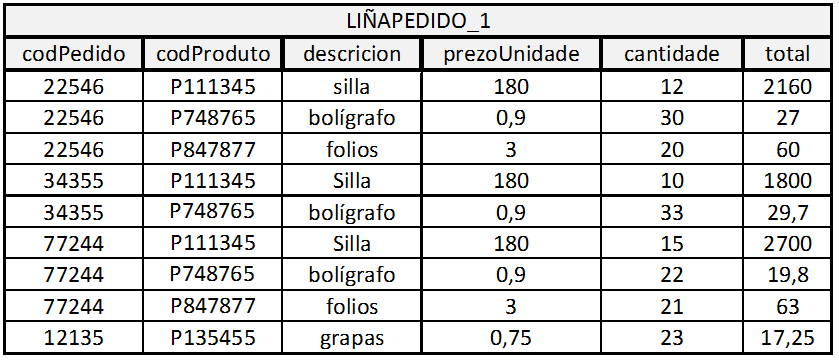 LIÑAPEDIDO_1
codPedido codProduto descricion prezoUnidade cantidade total
22546 P111345 silla 180 12 2160
22546 P748765 bolígrafo 0,9 30 27
22546 P847877 folios 3 20 60
34355 P111345 Silla 180 10 1800
34355 P748765 bolígrafo 0,9 33 29,7
77244 P111345 Silla 180 15 2700
77244 P748765 bolígrafo 0,9 22 19,8
77244 P847877 folios 3 21 63
12135 P135455 grapas 0,75 23 17,25